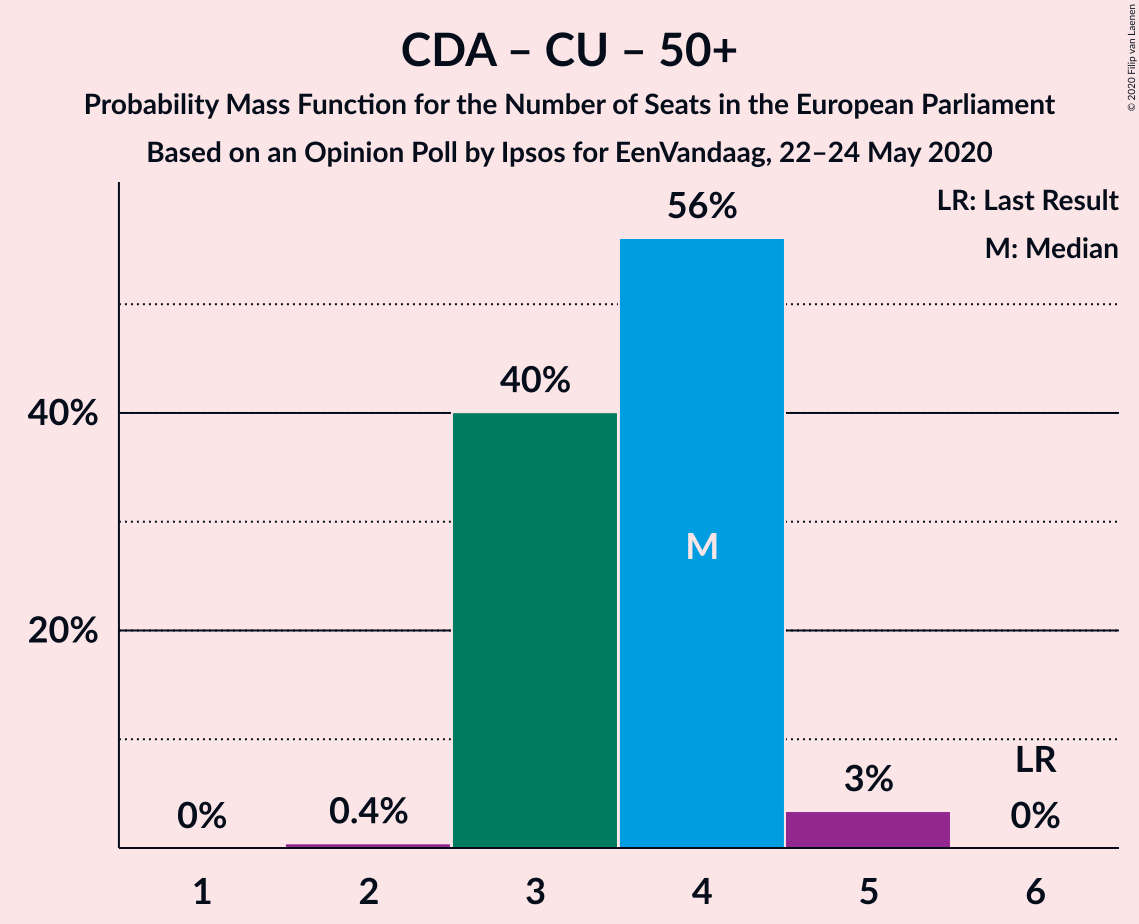 CDA – CU – 50+
Probability Mass Function for the Number of Seats in the European Parliament
Based on an Opinion Poll by Ipsos for EenVandaag, 22–24 May 2020
© 2020 Filip van Laenen
LR: Last Result
M: Median
56%
40%
40%
M
20%
LR
0%
0.4%
3%
0%
1 2 3 4 5 6